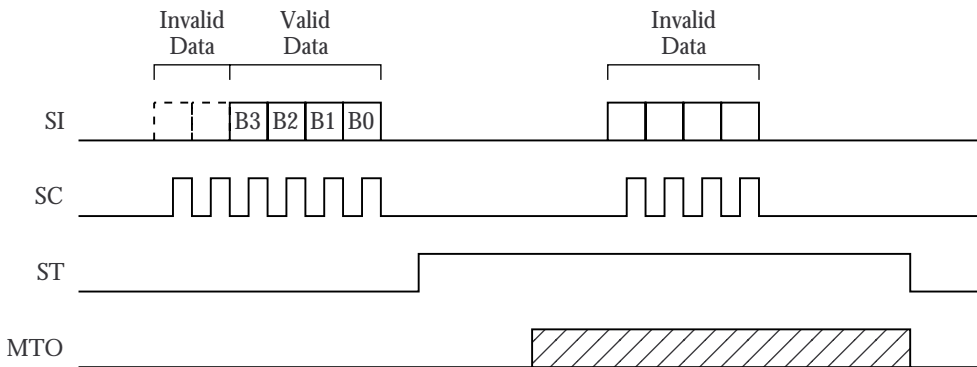 Invalid
Data
Valid
Data
Invalid
Data
SI
B3 B2 B1 B0
SC
ST
MTO